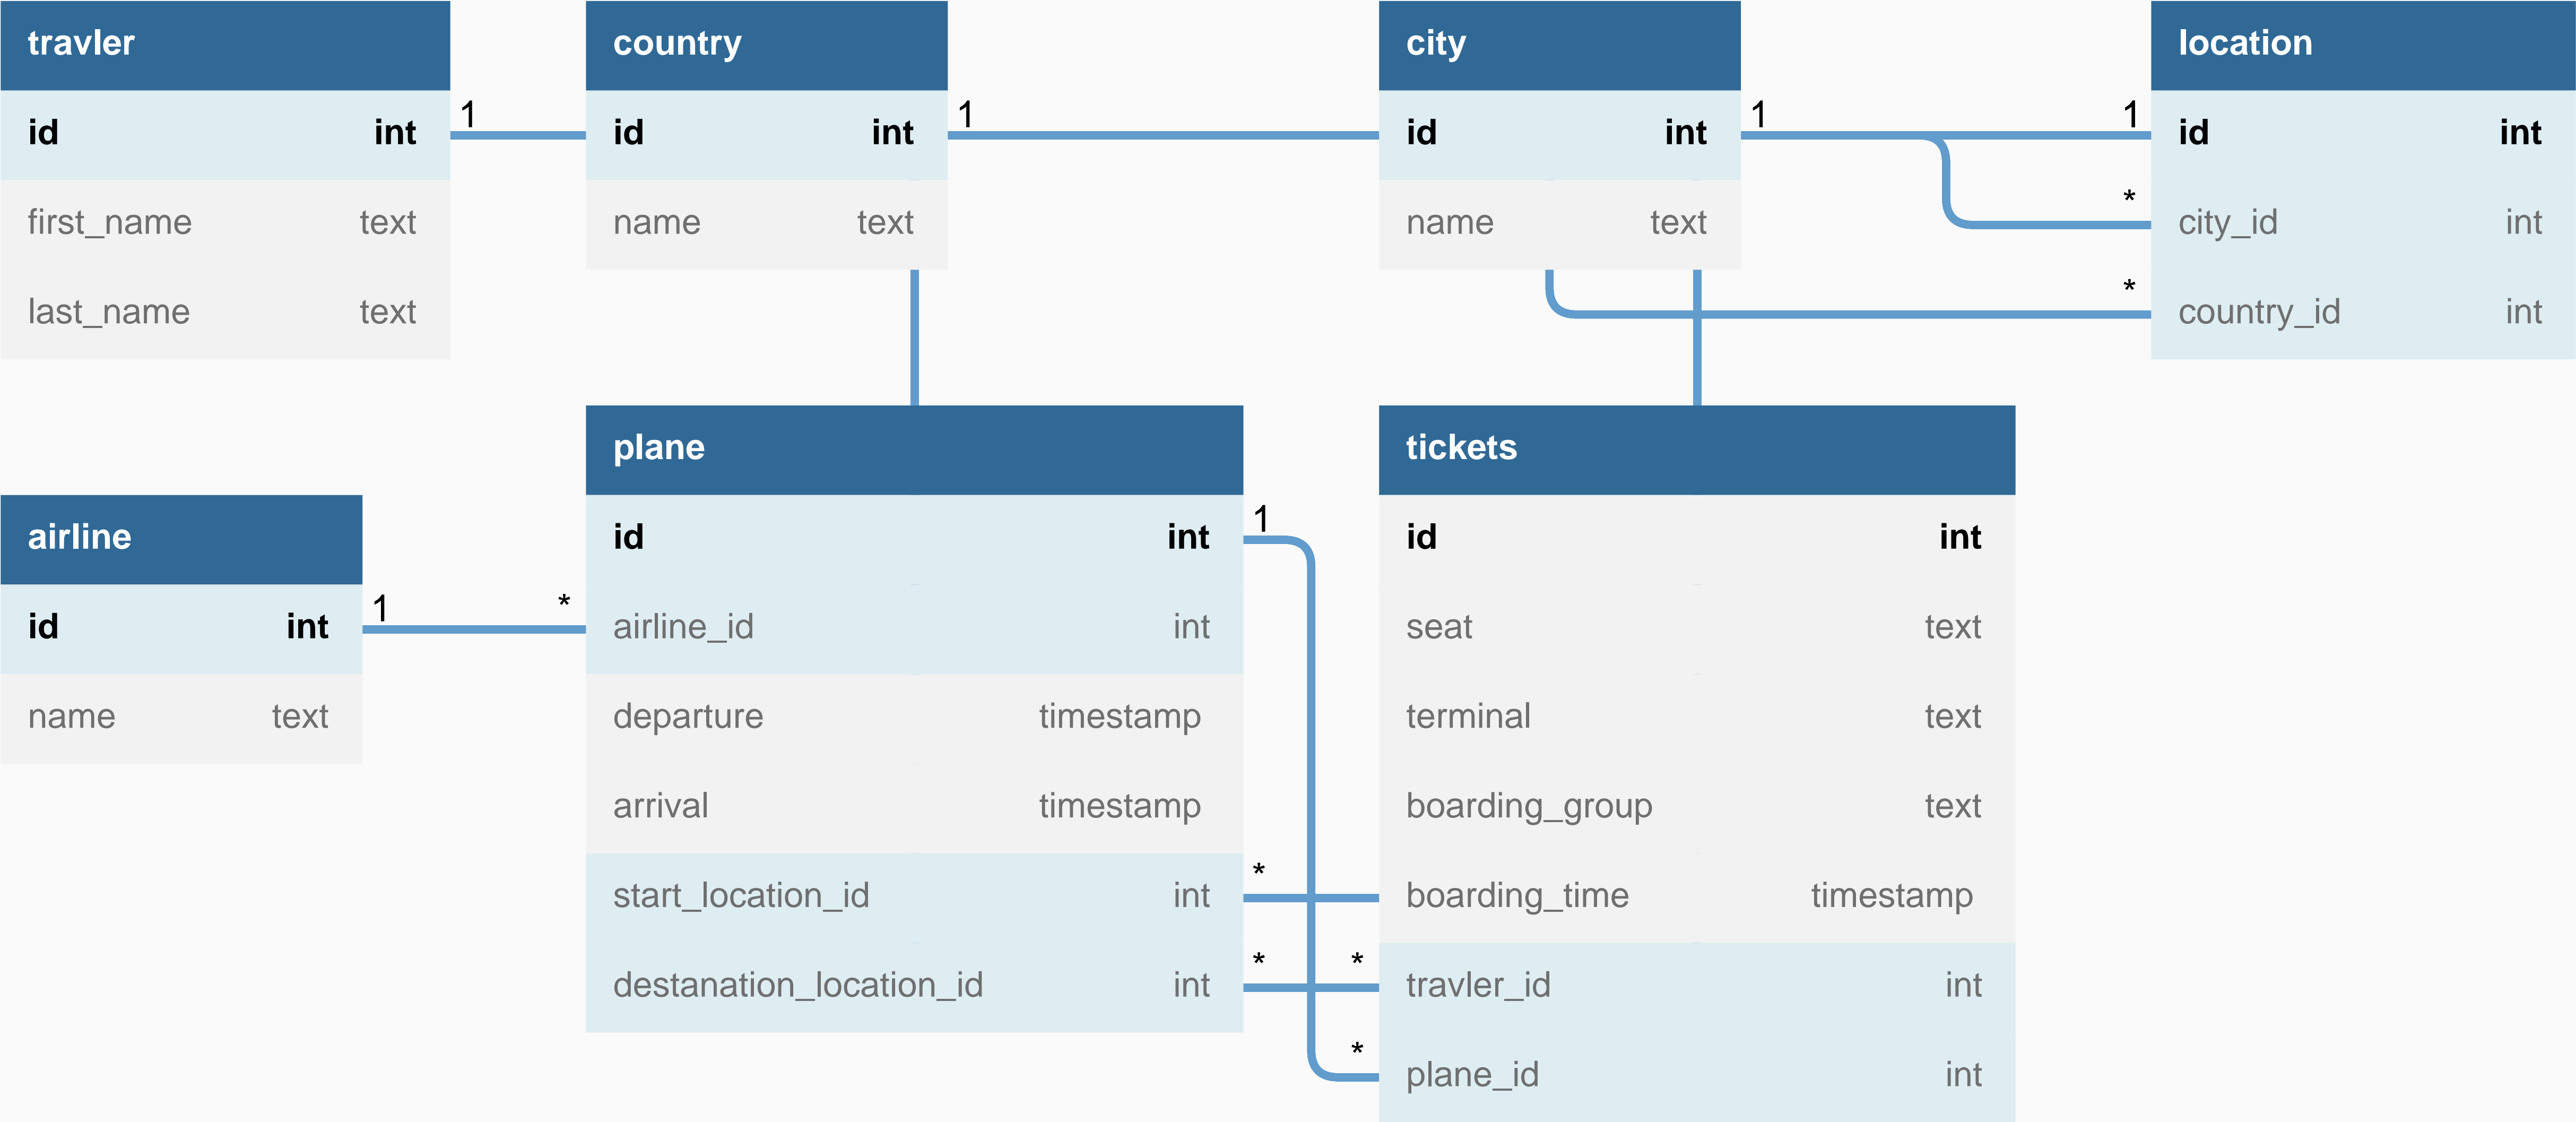 travler
id int
first_name text
last_name text
1
country
id int
name text
1
city
id int
name text
1
1
*
*
location
id int
city_id int
country_id int
airline
id int
name text
1
*
plane
id int
airline_id int
departure timestamp
arrival timestamp
start_location_id int
destanation_location_id int
1
*
*
*
*
tickets
id int
seat text
terminal text
boarding_group text
boarding_time timestamp
travler_id int
plane_id int